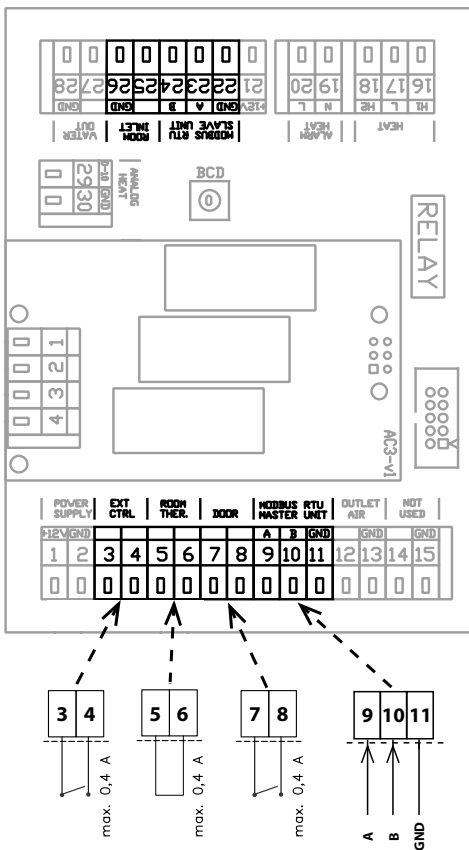 28 27 26 25 24 23 22 21
GND GND B A GND +12V
WATER OUT
ROOM INLET
MODBUS RTU SLAVE UNIT
20 19 18 17 16
L N H2 L H1
ALARM HEAT
HEAT
29 30
0-10 GND
ANALOG HEAT
BCD
RELAY
1
2
3
4
AC3-v1
POWER SUPPLY
EXT CTRL
ROOM THER.
DOOR
MODBUS RTU MASTER UNIT
OUTLET AIR
NOT USED
+12V GND A B GND GND GND
1 2 3 4 5 6 7 8 9 10 11 12 13 14 15
3 4
5 6
7 8
9 10 11
max. 0,4 A
max. 0,4 A
max. 0,4 A
A
B
GND